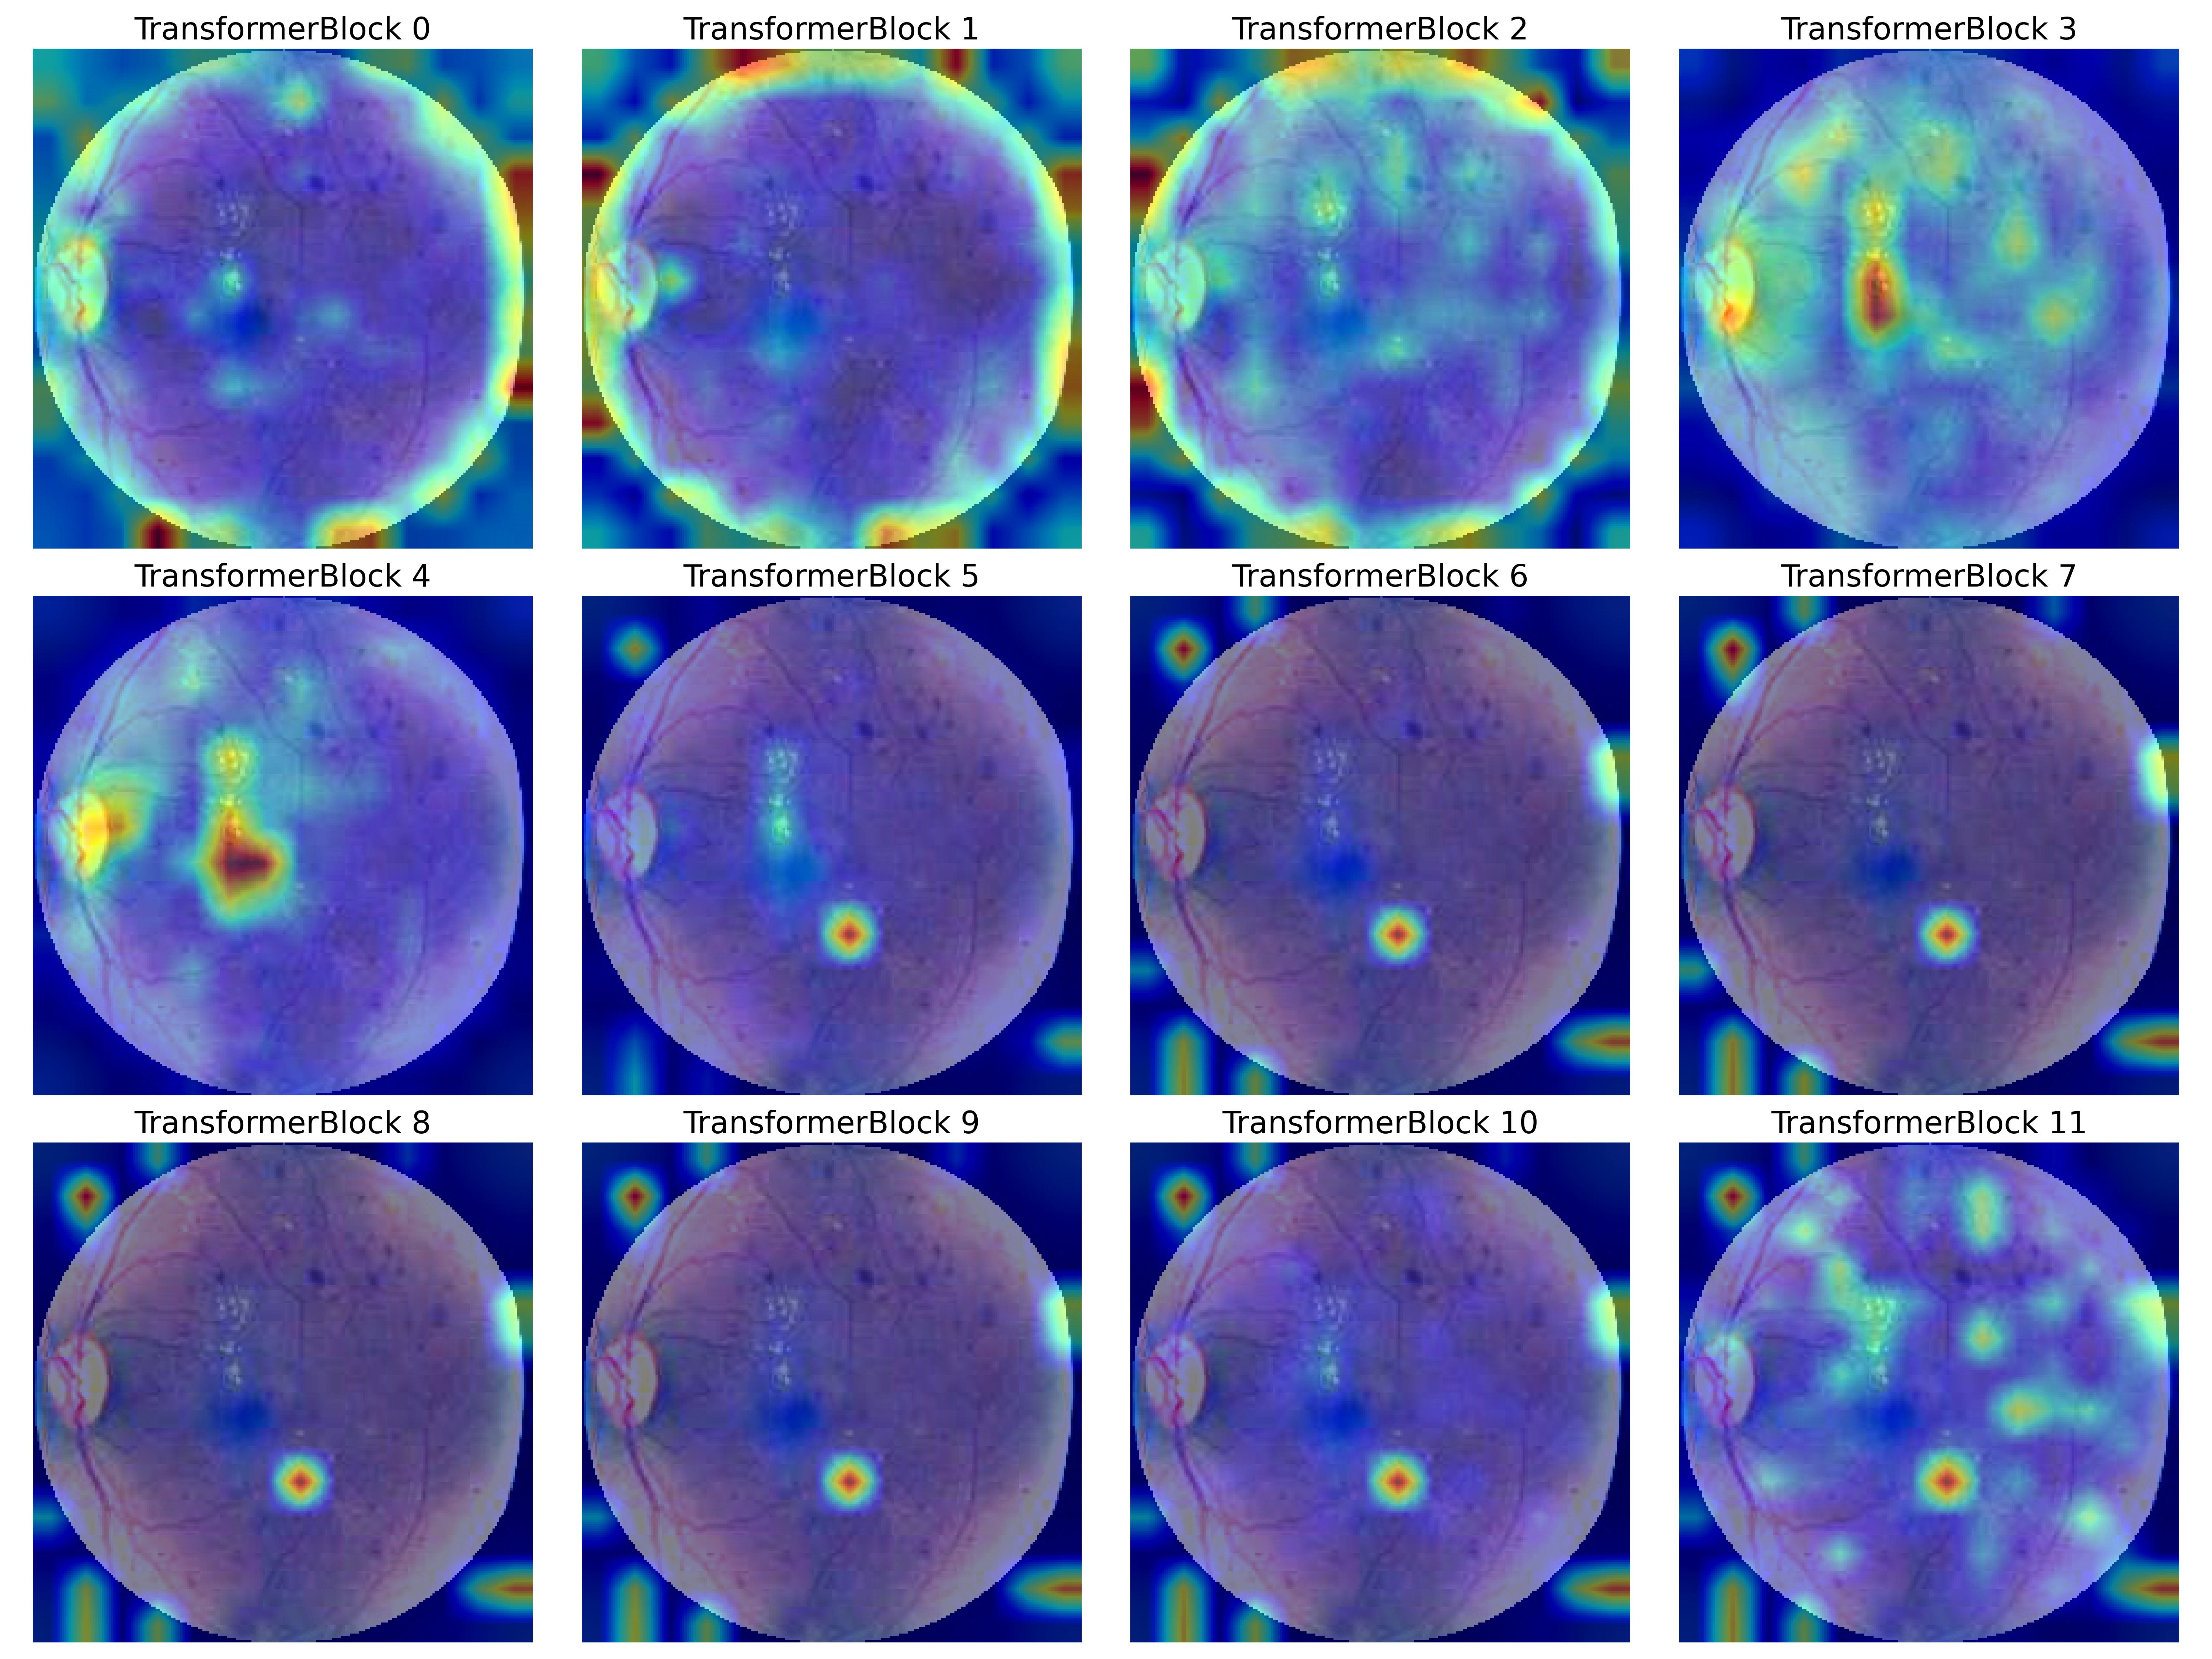 TransformerBlock 0
TransformerBlock 1
TransformerBlock 2
TransformerBlock 3
TransformerBlock 4
TransformerBlock 5
TransformerBlock 6
TransformerBlock 7
TransformerBlock 8
TransformerBlock 9
TransformerBlock 10
TransformerBlock 11